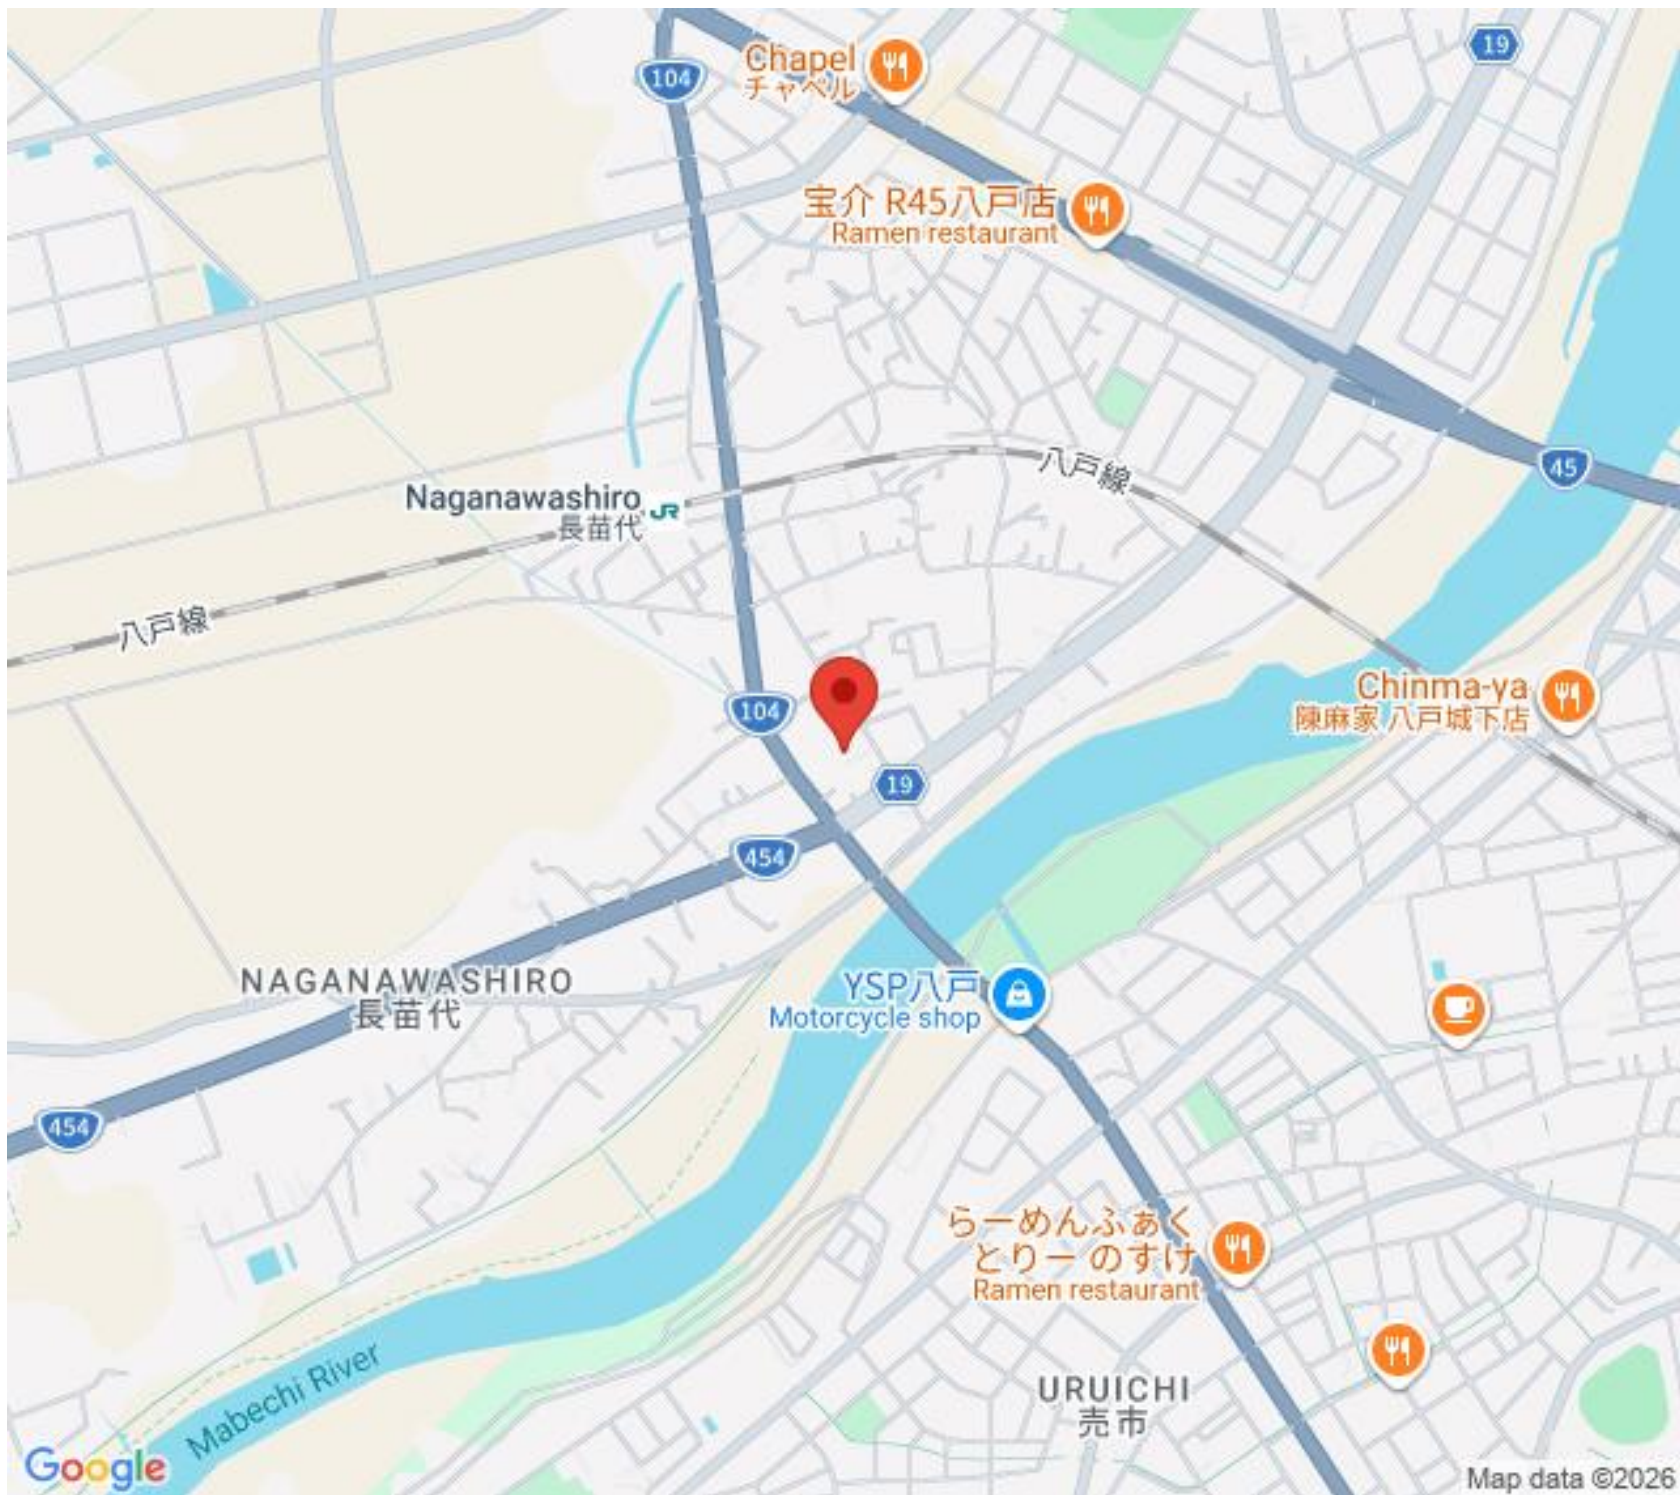 104
Chapel
チャペル
19
宝介 R45八戸店
Ramen restaurant
八戸線
45
Naganawashiro
長苗代
JR
八戸線
Chinma-ya
陳麻家 八戸城下店
104
19
454
NAGANAWASHIRO
長苗代
YSP八戸
Motorcycle shop
454
らーめんふぁく
とりー のすけ
Ramen restaurant
Mabechi River
URUICHI
売市
Google
Map data ©2026